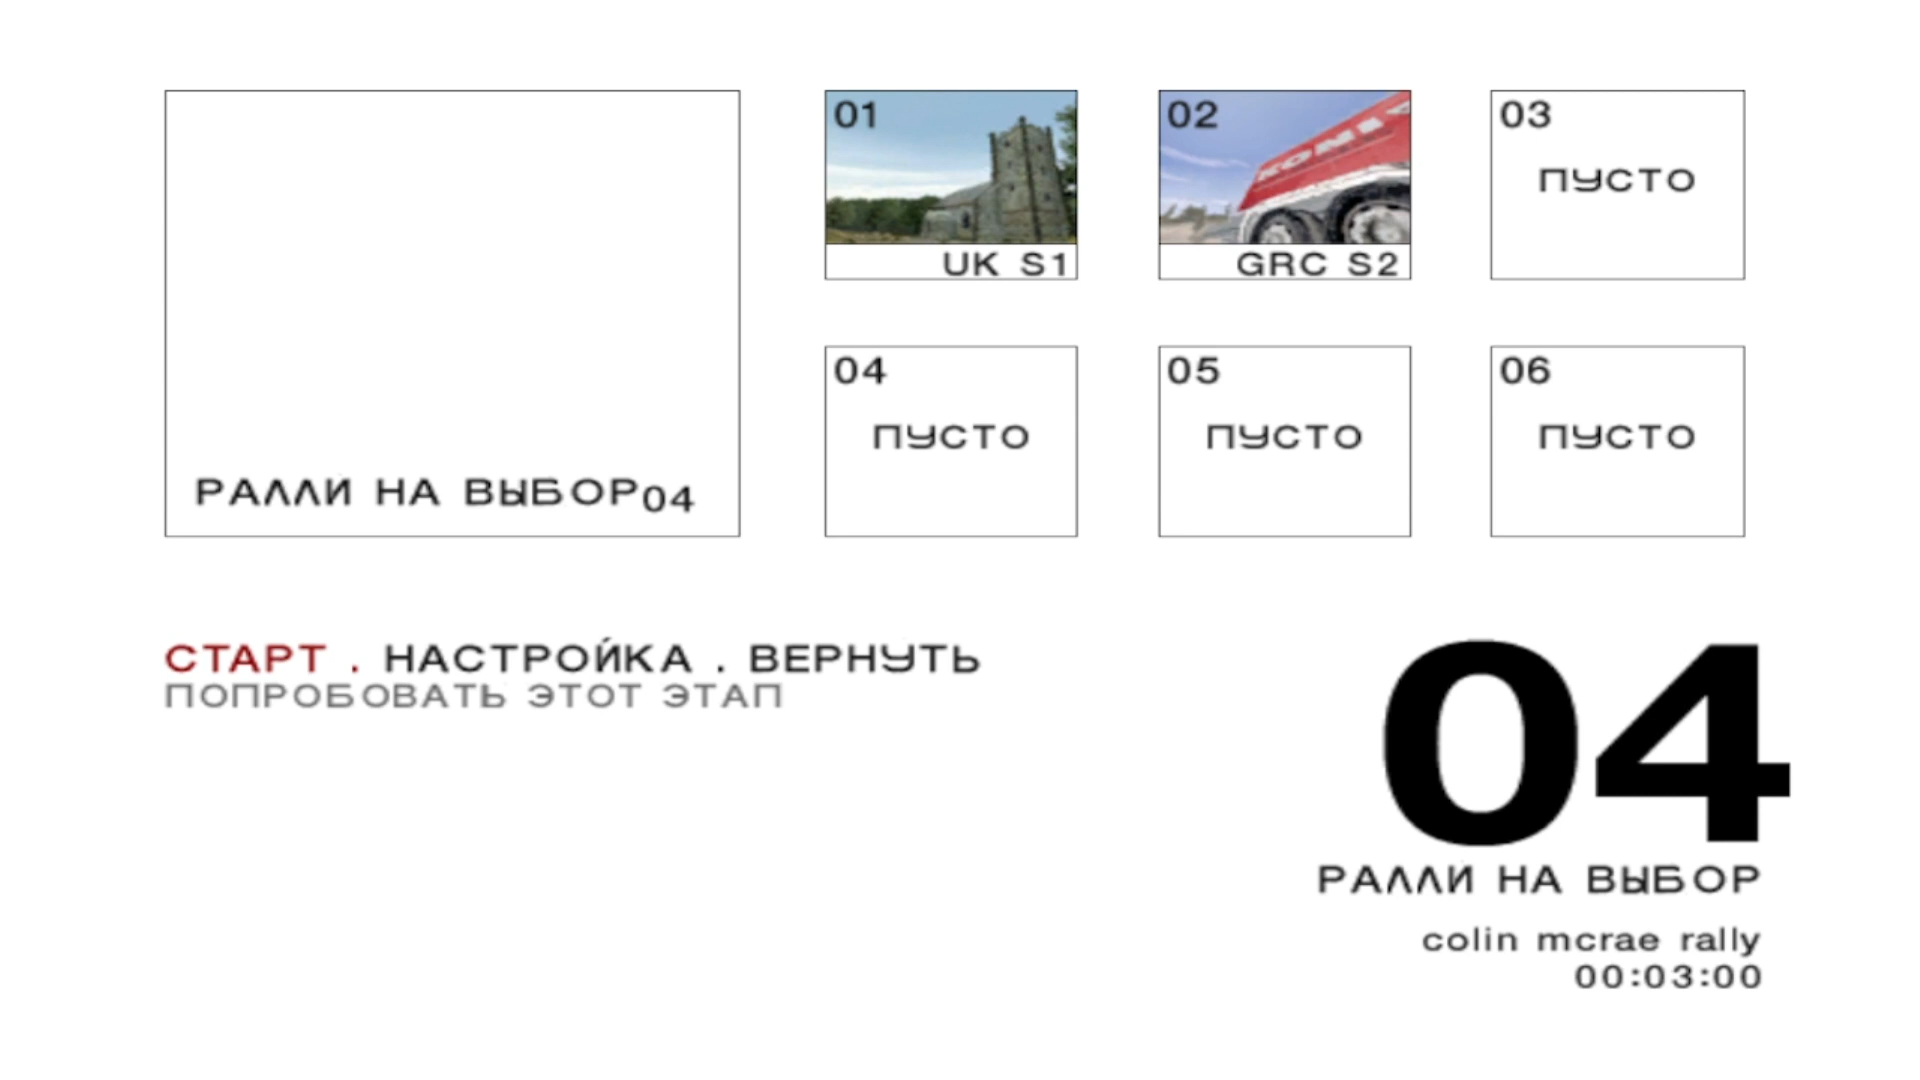 РАЛЛИ НА ВЫБОР04
01
UK S1
02
KONI
GRC S2
03
ПУСТО
04
ПУСТО
05
ПУСТО
06
ПУСТО
СТАРТ . НАСТРОЙКА . ВЕРНУТЬ
ПОПРОБОВАТЬ ЭТОТ ЭТАП
04
РАЛЛИ НА ВЫБОР
colin mcrae rally
00:03:00